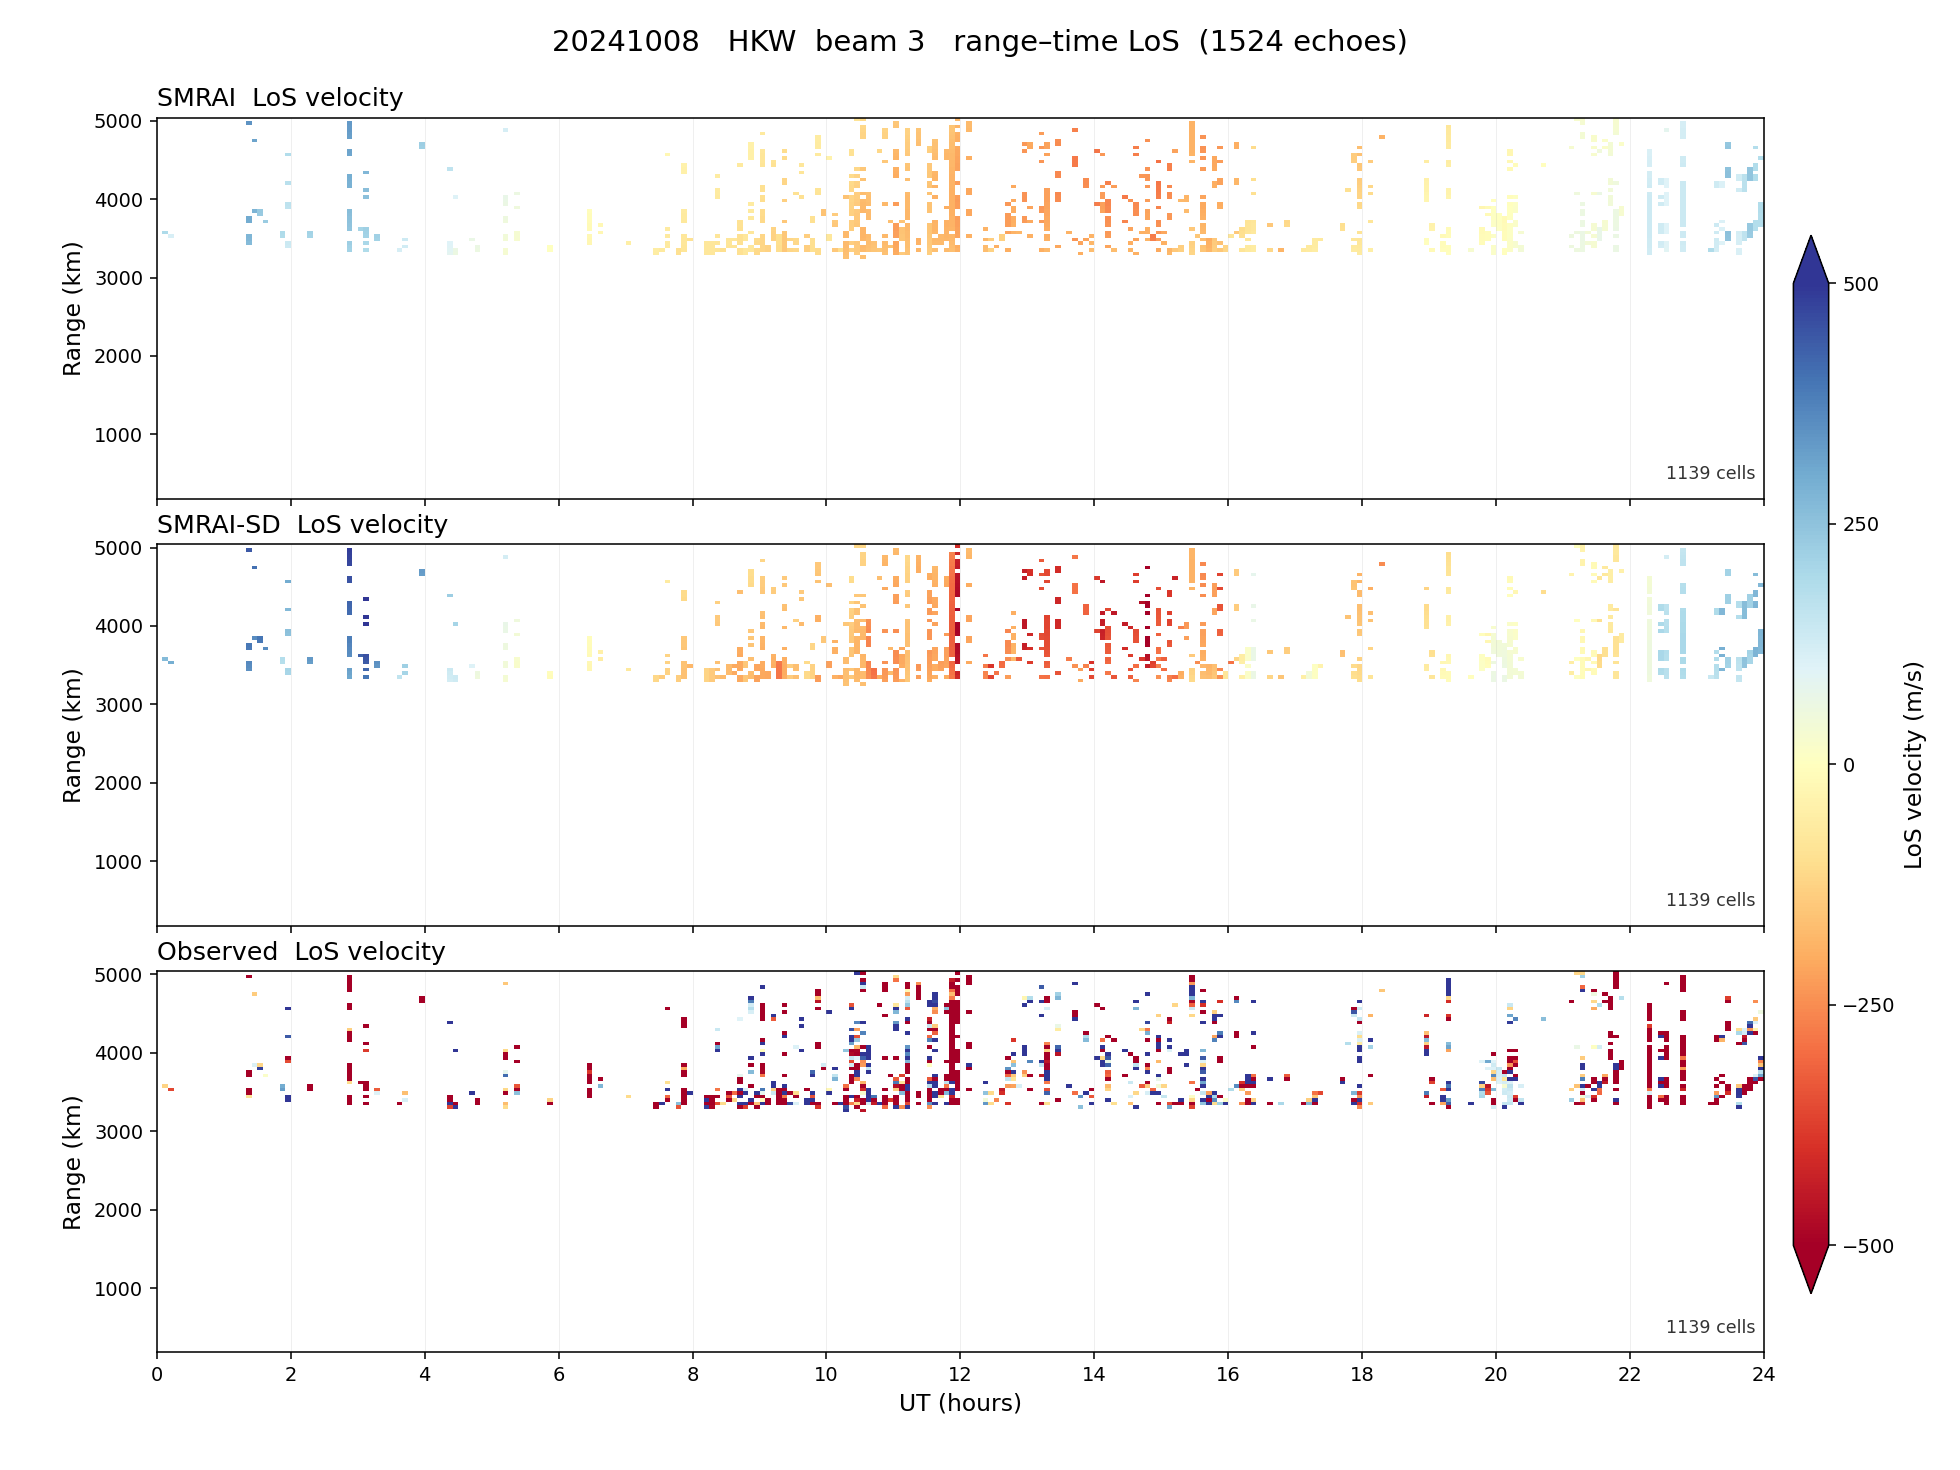 20241008   HKW  beam 3   range–time LoS  (1524 echoes)
SMRAI  LoS velocity
5000
4000
3000
2000
1000
Range (km)
1139 cells
SMRAI-SD  LoS velocity
5000
4000
3000
2000
1000
Range (km)
1139 cells
Observed  LoS velocity
5000
4000
3000
2000
1000
Range (km)
1139 cells
0 2 4 6 8 10 12 14 16 18 20 22 24
UT (hours)
500
250
0
−250
−500
LoS velocity (m/s)